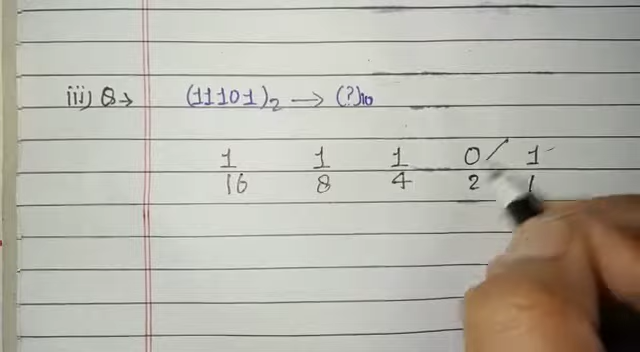 iii) Q→ (11101)₂ → (?)₁₀
1 1 1 0 1
16 8 4 2 1